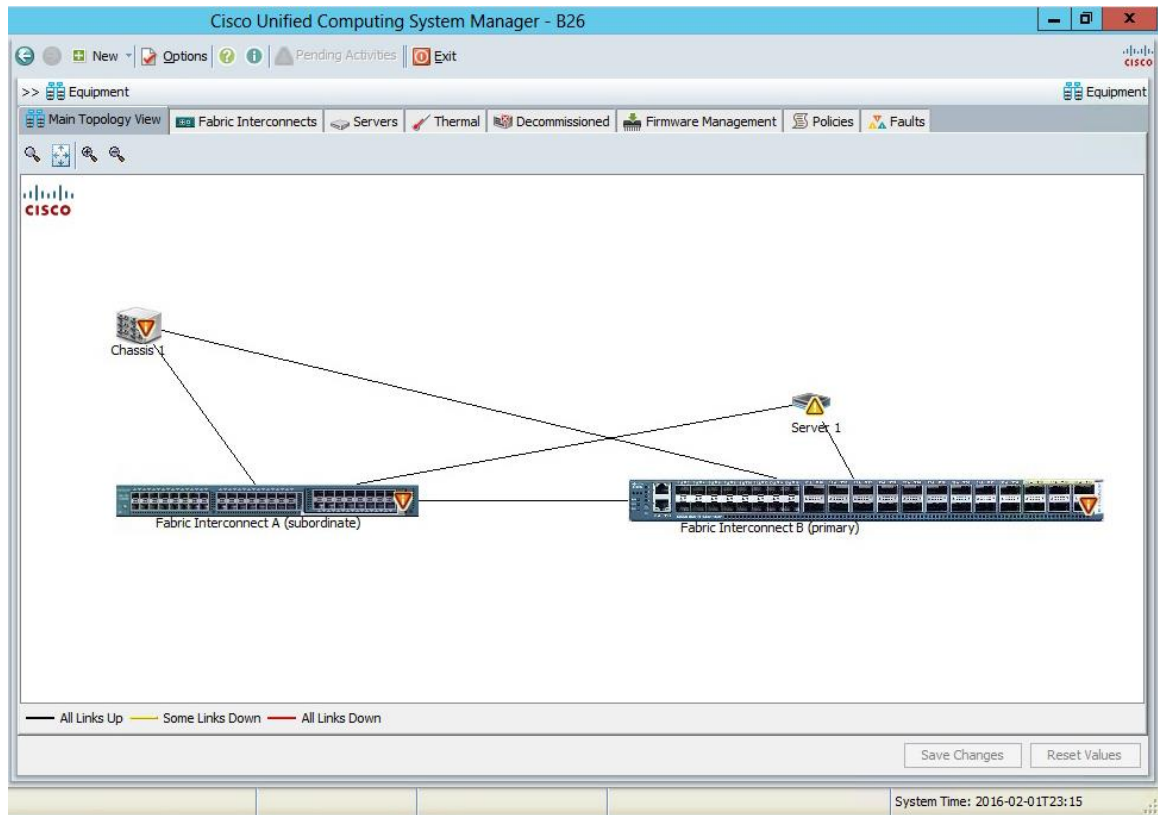 Cisco Unified Computing System Manager - B26
New Options Pending Activities Exit
CISCO
>> Equipment Equipment
Main Topology View Fabric Interconnects Servers Thermal Decommissioned Firmware Management Policies Faults
CISCO
Chassis 1
Server 1
Fabric Interconnect A (subordinate)
Fabric Interconnect B (primary)
All Links Up Some Links Down All Links Down
Save Changes Reset Values
System Time: 2016-02-01T23:15